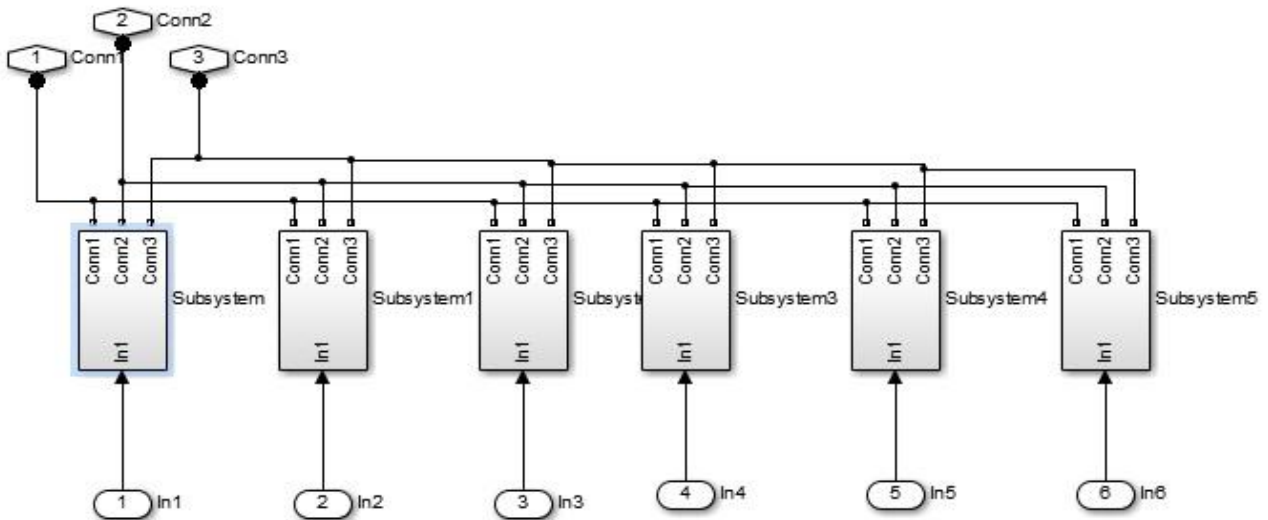 2 Conn2
1 Conn1
3 Conn3
Conn1 Conn2 Conn3
Conn1 Conn2 Conn3
Conn1 Conn2 Conn3
Conn1 Conn2 Conn3
Conn1 Conn2 Conn3
Conn1 Conn2 Conn3
Subsystem
Subsystem1
Subsyst
Subsystem3
Subsystem4
Subsystem5
In1
In1
In1
In1
In1
In1
1 In1
2 In2
3 In3
4 In4
5 In5
6 In6